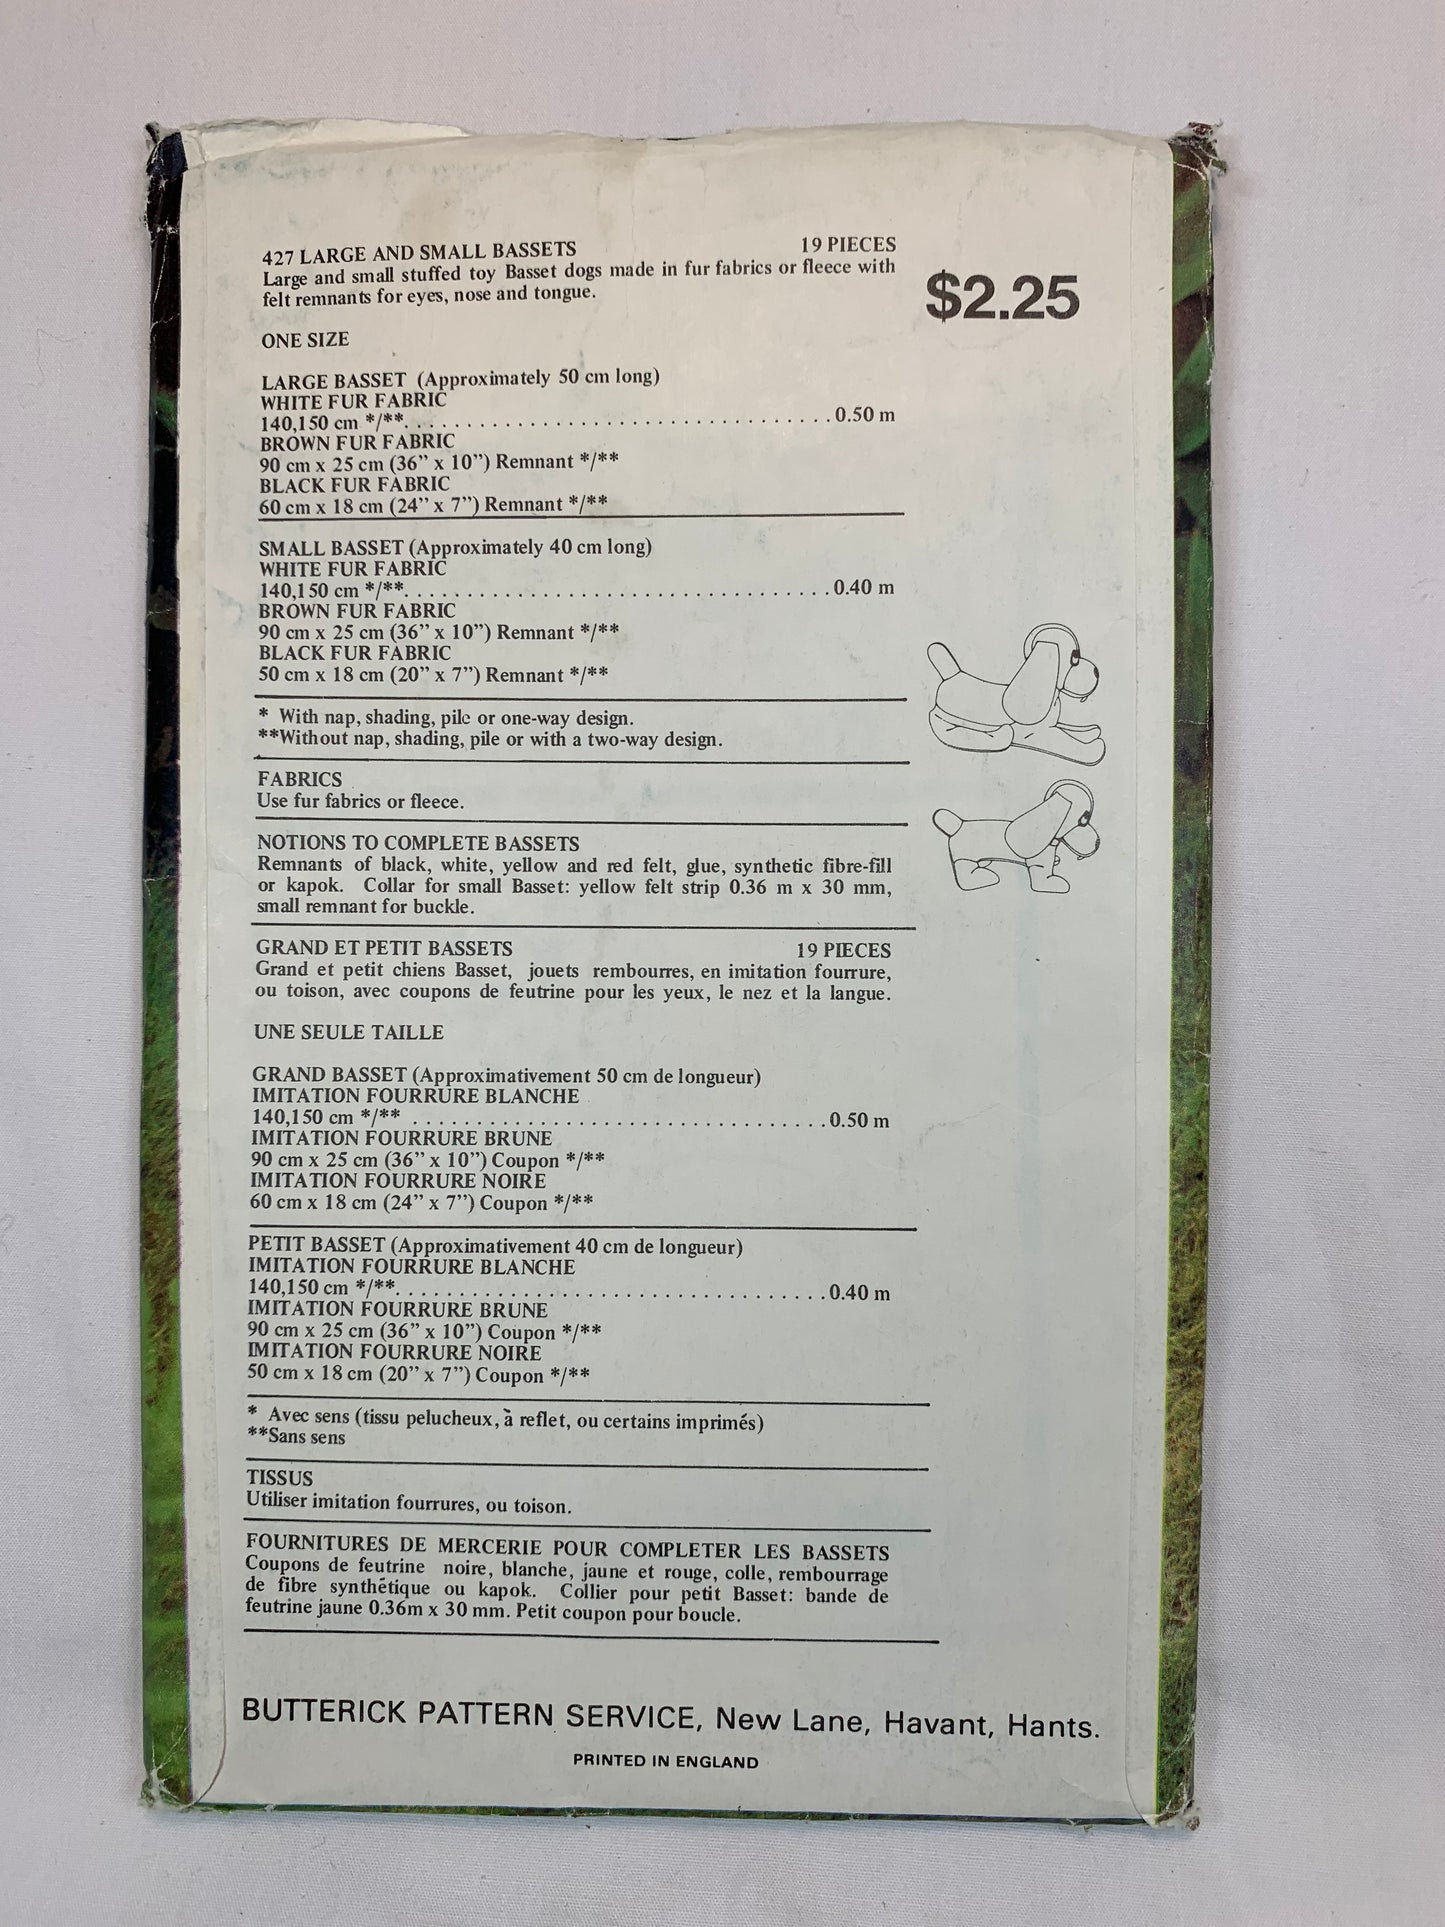 427 LARGE AND SMALL BASSETS 19 PIECES
Large and small stuffed toy Basset dogs made in fur fabrics or fleece with
felt remnants for eyes, nose and tongue.
$2.25
ONE SIZE
LARGE BASSET (Approximately 50 cm long)
WHITE FUR FABRIC
140,150 cm */**. . . . . . . . . . . . . . . . . . . . . . . . . . . . . . . . . . 0.50 m
BROWN FUR FABRIC
90 cm x 25 cm (36” x 10”) Remnant */**
BLACK FUR FABRIC
60 cm x 18 cm (24” x 7”) Remnant */**
SMALL BASSET (Approximately 40 cm long)
WHITE FUR FABRIC
140,150 cm */**. . . . . . . . . . . . . . . . . . . . . . . . . . . . . . . . . . 0.40 m
BROWN FUR FABRIC
90 cm x 25 cm (36” x 10”) Remnant */**
BLACK FUR FABRIC
50 cm x 18 cm (20” x 7”) Remnant */**
* With nap, shading, pile or one-way design.
**Without nap, shading, pile or with a two-way design.
FABRICS
Use fur fabrics or fleece.
NOTIONS TO COMPLETE BASSETS
Remnants of black, white, yellow and red felt, glue, synthetic fibre-fill
or kapok. Collar for small Basset: yellow felt strip 0.36 m x 30 mm,
small remnant for buckle.
GRAND ET PETIT BASSETS 19 PIECES
Grand et petit chiens Basset, jouets rembourres, en imitation fourrure,
ou toison, avec coupons de feutrine pour les yeux, le nez et la langue.
UNE SEULE TAILLE
GRAND BASSET (Approximativement 50 cm de longueur)
IMITATION FOURRURE BLANCHE
140,150 cm */** . . . . . . . . . . . . . . . . . . . . . . . . . . . . . . . . . 0.50 m
IMITATION FOURRURE BRUNE
90 cm x 25 cm (36” x 10”) Coupon */**
IMITATION FOURRURE NOIRE
60 cm x 18 cm (24” x 7”) Coupon */**
PETIT BASSET (Approximativement 40 cm de longueur)
IMITATION FOURRURE BLANCHE
140,150 cm */**. . . . . . . . . . . . . . . . . . . . . . . . . . . . . . . . . . 0.40 m
IMITATION FOURRURE BRUNE
90 cm x 25 cm (36” x 10”) Coupon */**
IMITATION FOURRURE NOIRE
50 cm x 18 cm (20” x 7”) Coupon */**
* Avec sens (tissu pelucheux, à reflet, ou certains imprimés)
**Sans sens
TISSUS
Utiliser imitation fourrures, ou toison.
FOURNITURES DE MERCERIE POUR COMPLETER LES BASSETS
Coupons de feutrine noire, blanche, jaune et rouge, colle, rembourrage
de fibre synthétique ou kapok. Collier pour petit Basset: bande de
feutrine jaune 0.36m x 30 mm. Petit coupon pour boucle.
BUTTERICK PATTERN SERVICE, New Lane, Havant, Hants.
PRINTED IN ENGLAND